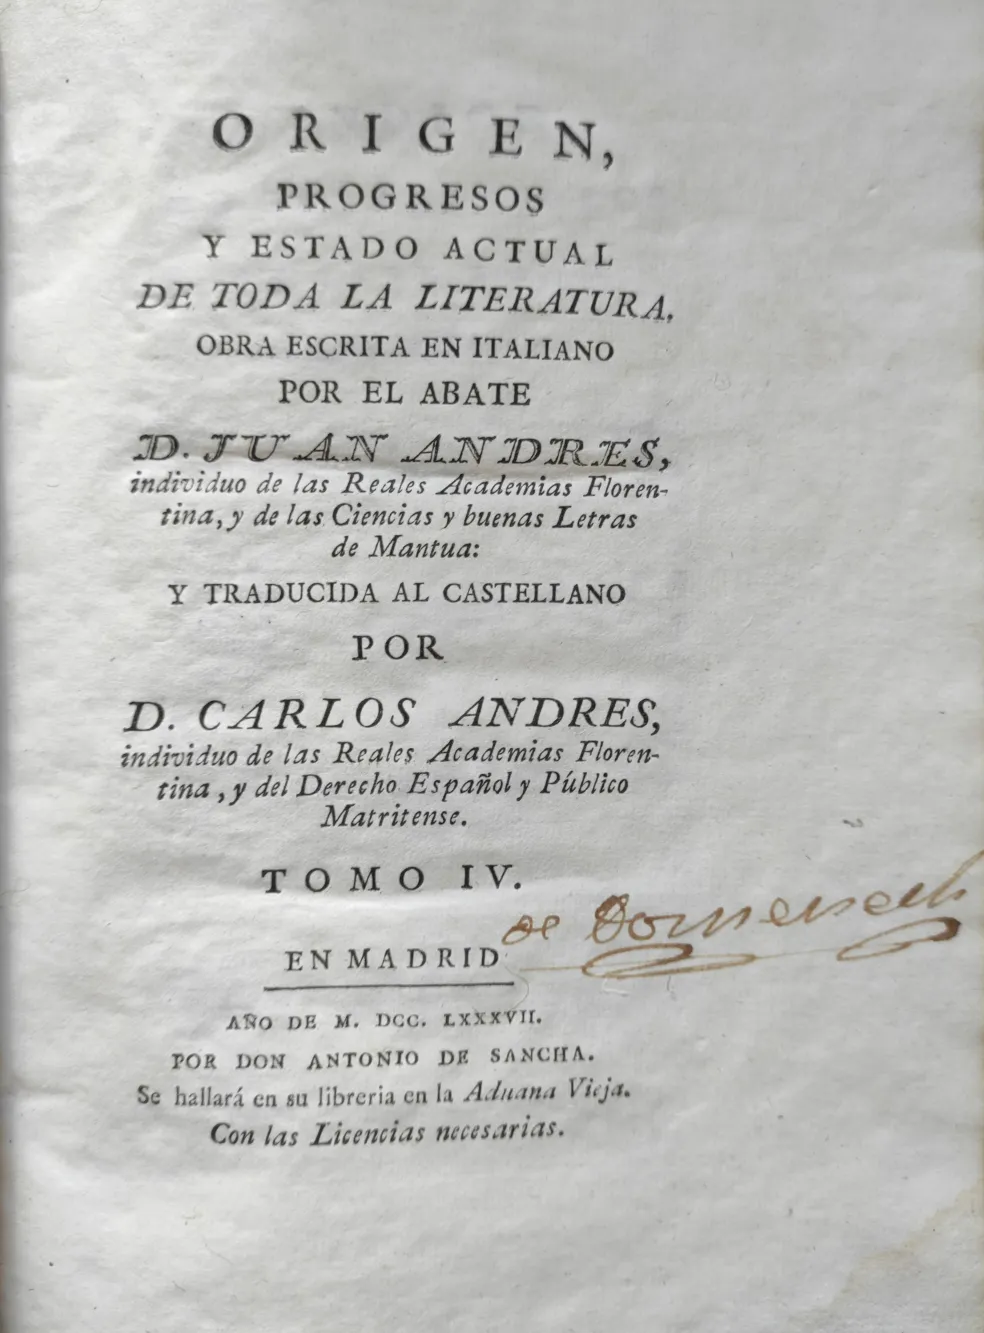 ORIGEN,
PROGRESOS
Y ESTADO ACTUAL
DE TODA LA LITERATURA.
OBRA ESCRITA EN ITALIANO
POR EL ABATE
D. JUAN ANDRES,
individuo de las Reales Academias Floren-
tina, y de las Ciencias y buenas Letras
de Mantua:
Y TRADUCIDA AL CASTELLANO
POR
D. CARLOS ANDRES,
individuo de las Reales Academias Floren-
tina, y del Derecho Español y Público
Matritense.
TOMO IV.
de Domenech
EN MADRID
AÑO DE M. DCC. LXXXVII.
POR DON ANTONIO DE SANCHA.
Se hallará en su libreria en la Aduana Vieja.
Con las Licencias necesarias.